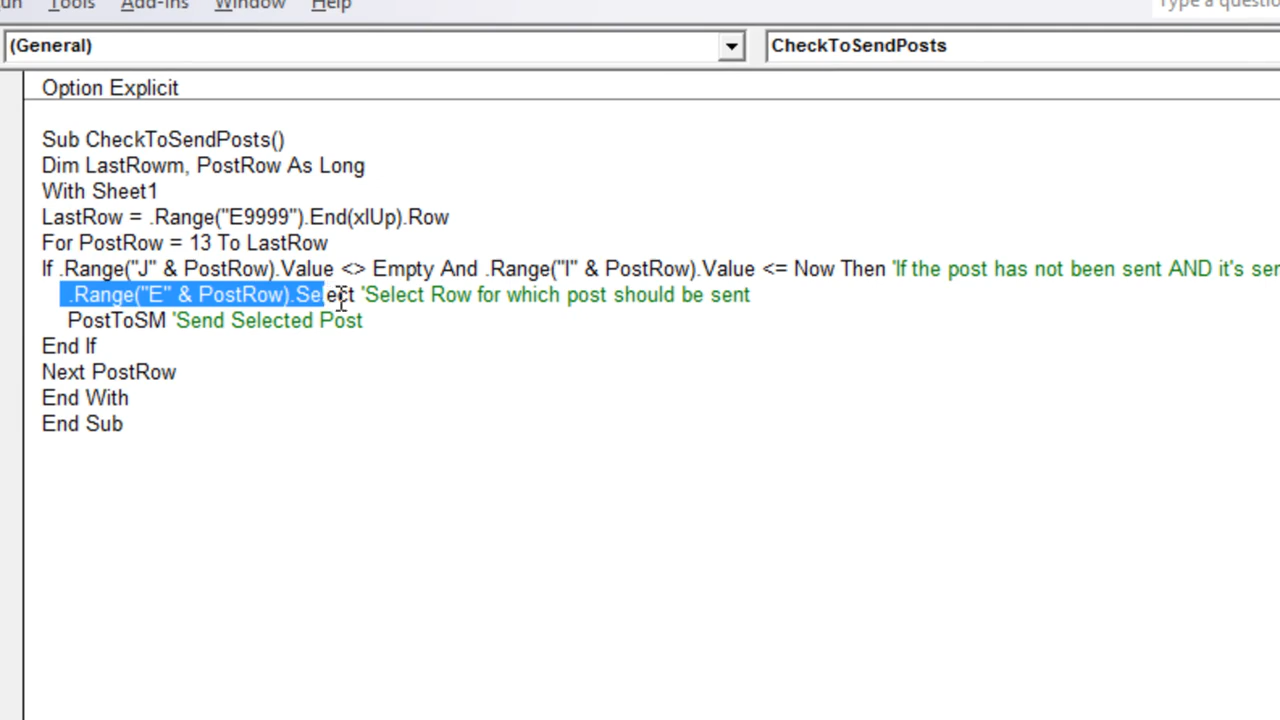 Tools Add-Ins Window Help
(General) CheckToSendPosts
Option Explicit
Sub CheckToSendPosts()
Dim LastRowm, PostRow As Long
With Sheet1
LastRow = .Range("E9999").End(xlUp).Row
For PostRow = 13 To LastRow
If .Range("J" & PostRow).Value <> Empty And .Range("I" & PostRow).Value <= Now Then 'If the post has not been sent AND it's
.Range("E" & PostRow).Select 'Select Row for which post should be sent
PostToSM 'Send Selected Post
End If
Next PostRow
End With
End Sub